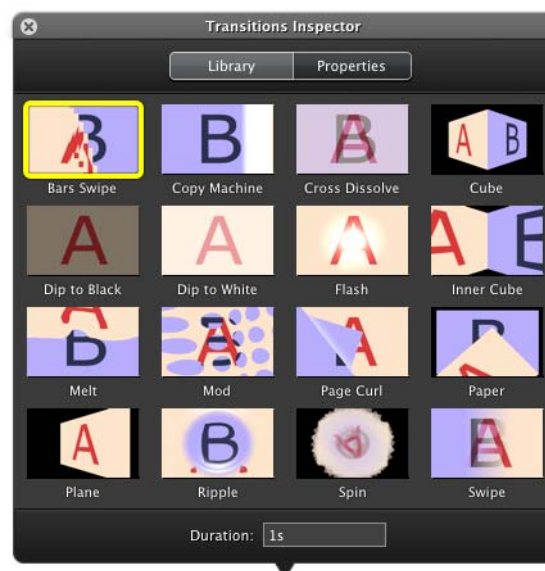 Transitions Inspector
Library Properties
Bars Swipe Copy Machine Cross Dissolve Cube
Dip to Black Dip to White Flash Inner Cube
Melt Mod Page Curl Paper
Plane Ripple Spin Swipe
Duration: 1s